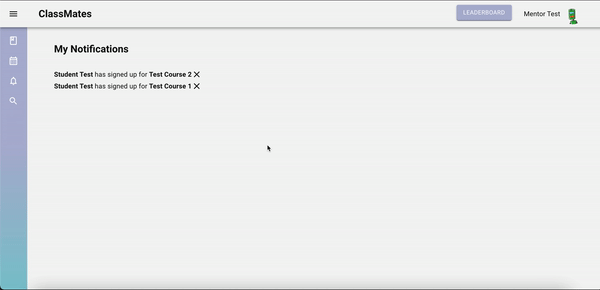 ClassMates
LEADERBOARD
Mentor Test
My Notifications
Student Test has signed up for Test Course 2
Student Test has signed up for Test Course 1